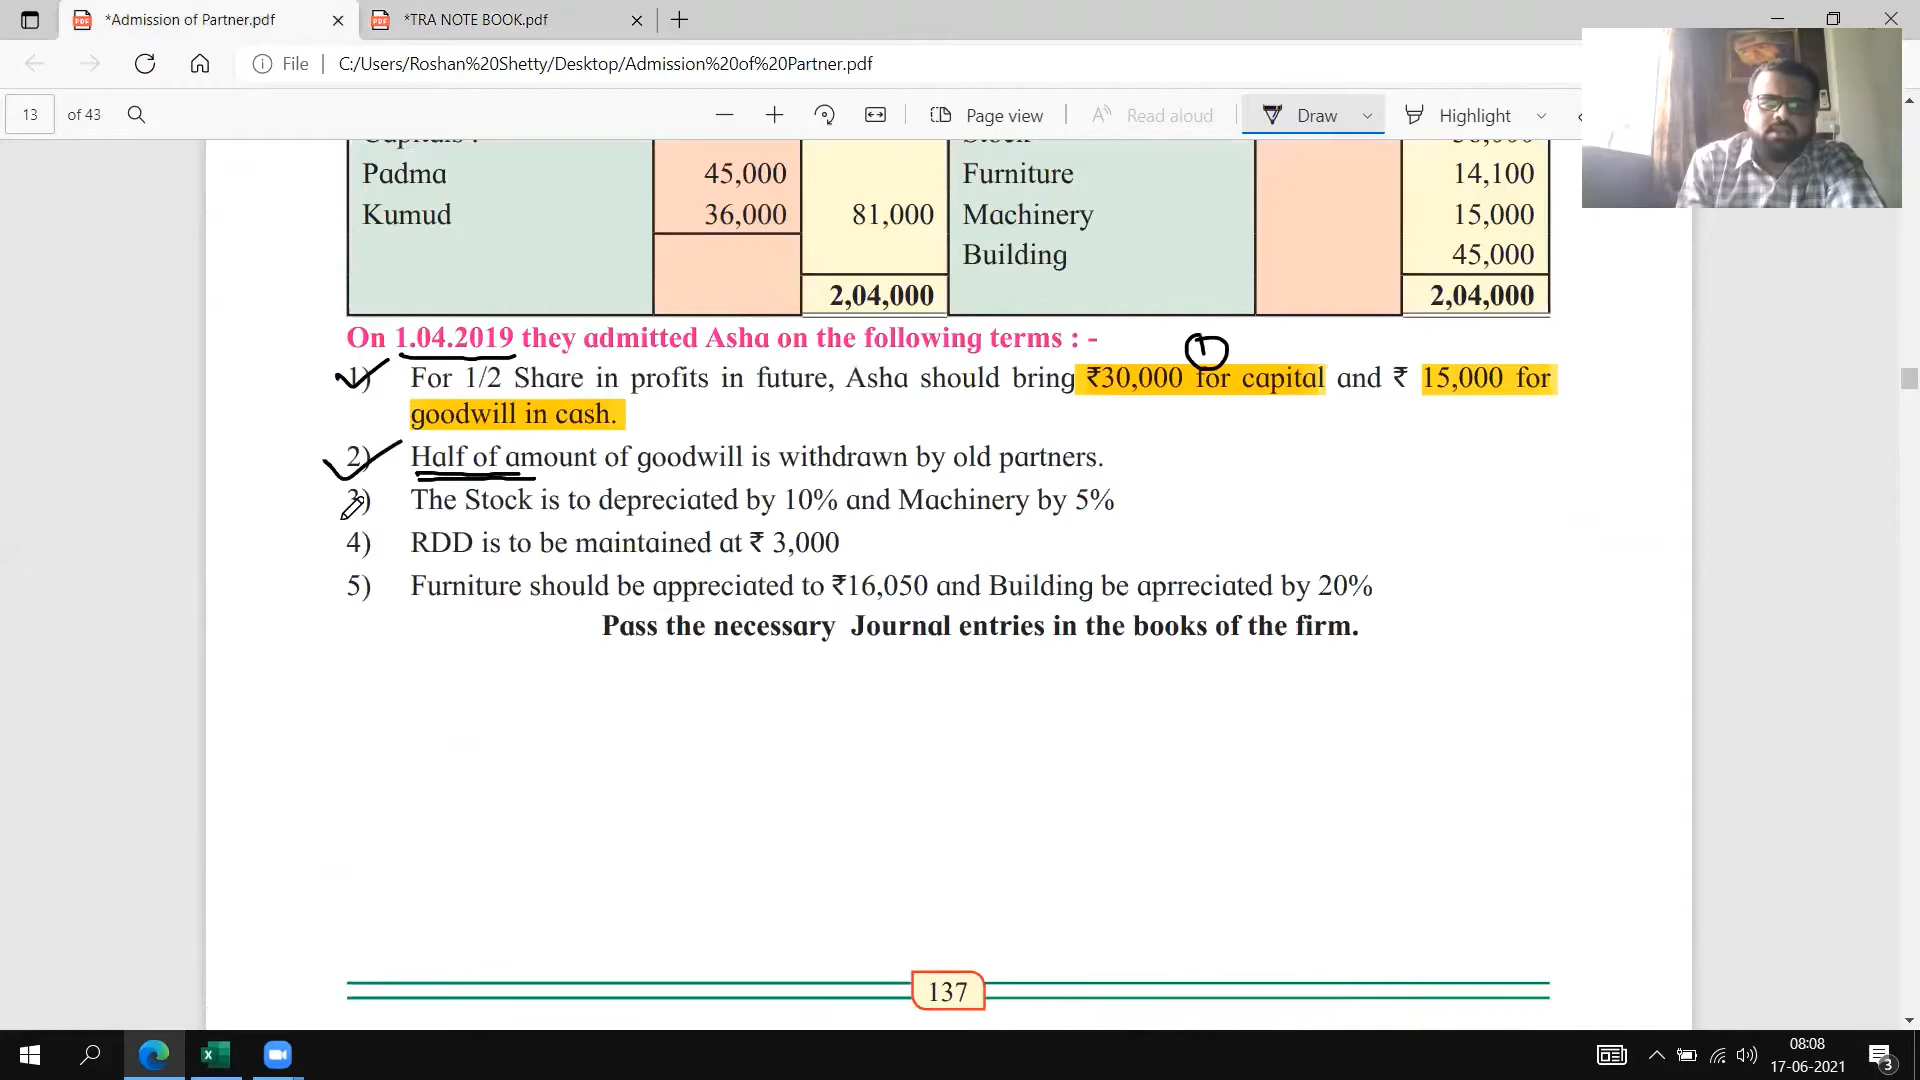 *Admission of Partner.pdf
*TRA NOTE BOOK.pdf
File
C:/Users/Roshan%20Shetty/Desktop/Admission%20of%20Partner.pdf
13 of 43
Page view
Read aloud
Draw
Highlight
Capitals :
Stock
Padma 45,000 Furniture 14,100
Kumud 36,000 81,000 Machinery 15,000
Building 45,000
2,04,000 2,04,000
On 1.04.2019 they admitted Asha on the following terms : -
1
1) For 1/2 Share in profits in future, Asha should bring ₹30,000 for capital and ₹ 15,000 for
goodwill in cash.
2) Half of amount of goodwill is withdrawn by old partners.
3) The Stock is to depreciated by 10% and Machinery by 5%
4) RDD is to be maintained at ₹ 3,000
5) Furniture should be appreciated to ₹16,050 and Building be aprreciated by 20%
Pass the necessary Journal entries in the books of the firm.
137
08:08
17-06-2021
3